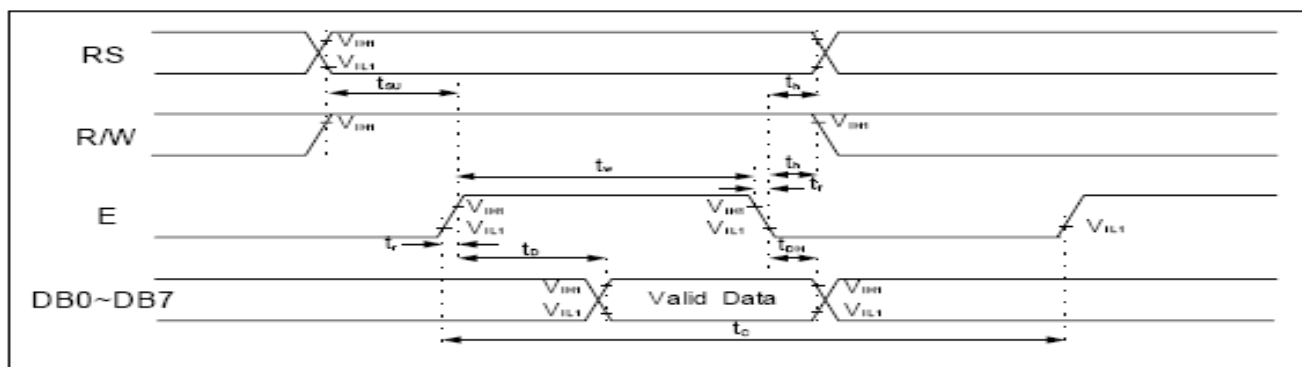 RS
VIH1
VIL1
tSU
th
R/W
VIH1
VIH1
tw
th
tf
E
VIH1
VIL1
VIH1
VIL1
VIL1
tr
tD
tDH
DB0~DB7
VIH1
VIL1
Valid Data
VIH1
VIL1
tC